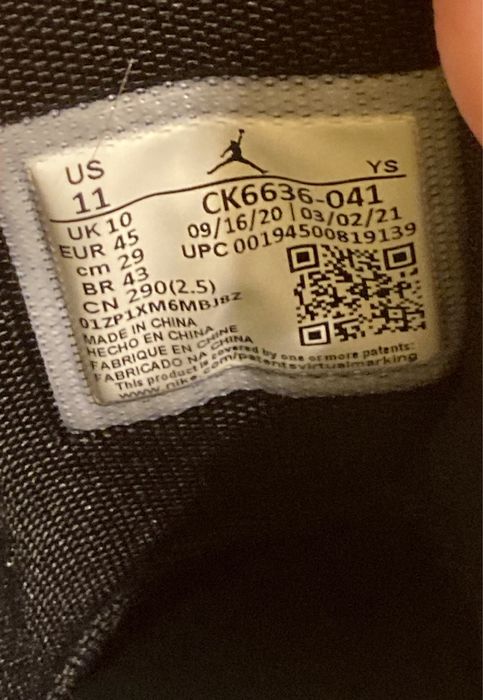 US
11
YS
CK6636-041
UK 10
09/16/20 | 03/02/21
EUR 45
UPC 00194500819139
cm 29
BR 43
CN 290(2.5)
01ZP1XM6MBJ8Z
MADE IN CHINA
HECHO EN CHINA
FABRIQUE EN CHINE
FABRICADO NA CHINA
This product is covered by one or more patents:
www.nike.com/patentsvirtualmarking